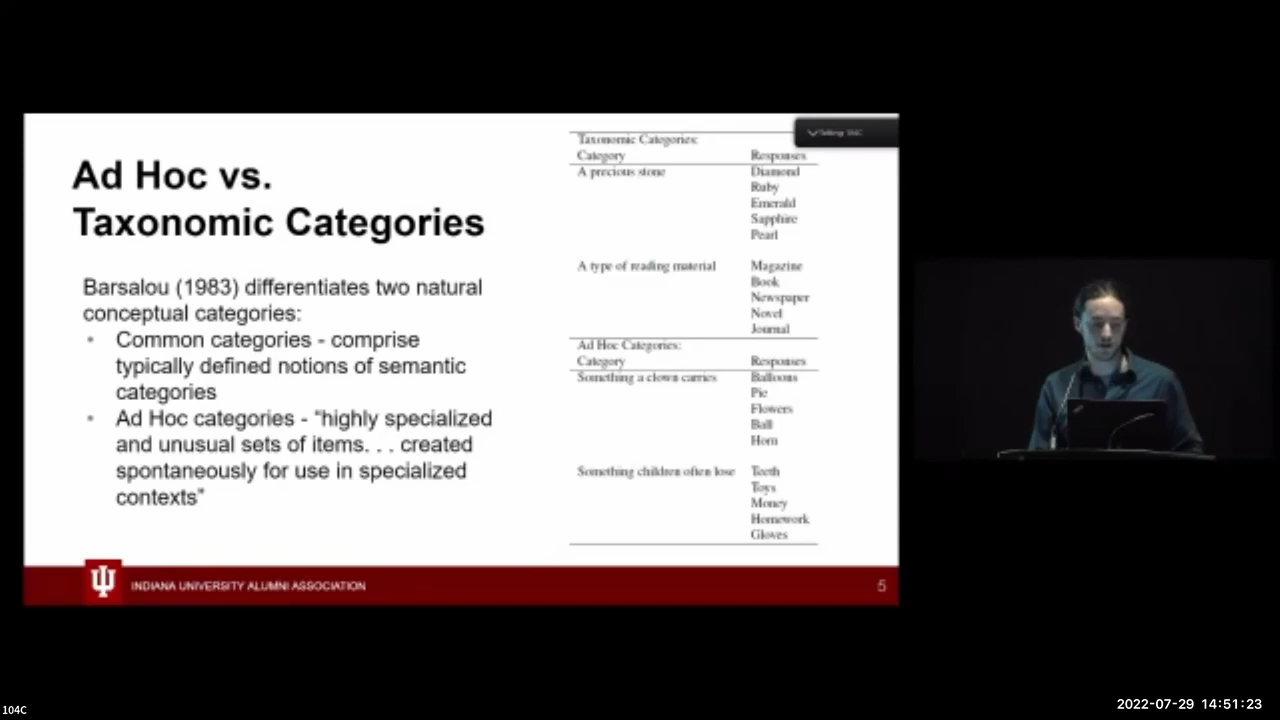 Ad Hoc vs.
Taxonomic Categories
Barsalou (1983) differentiates two natural
conceptual categories:
• Common categories - comprise
typically defined notions of semantic
categories
• Ad Hoc categories - “highly specialized
and unusual sets of items. . . created
spontaneously for use in specialized
contexts”
Taxonomic Categories:
Category Responses
A precious stone Diamond
Ruby
Emerald
Sapphire
Pearl
A type of reading material Magazine
Book
Newspaper
Novel
Journal
Ad Hoc Categories:
Category Responses
Something a clown carries Balloons
Pie
Flowers
Ball
Horn
Something children often lose Teeth
Toys
Money
Homework
Gloves
Talking: 104C
INDIANA UNIVERSITY ALUMNI ASSOCIATION
5
104C
2022-07-29 14:51:23